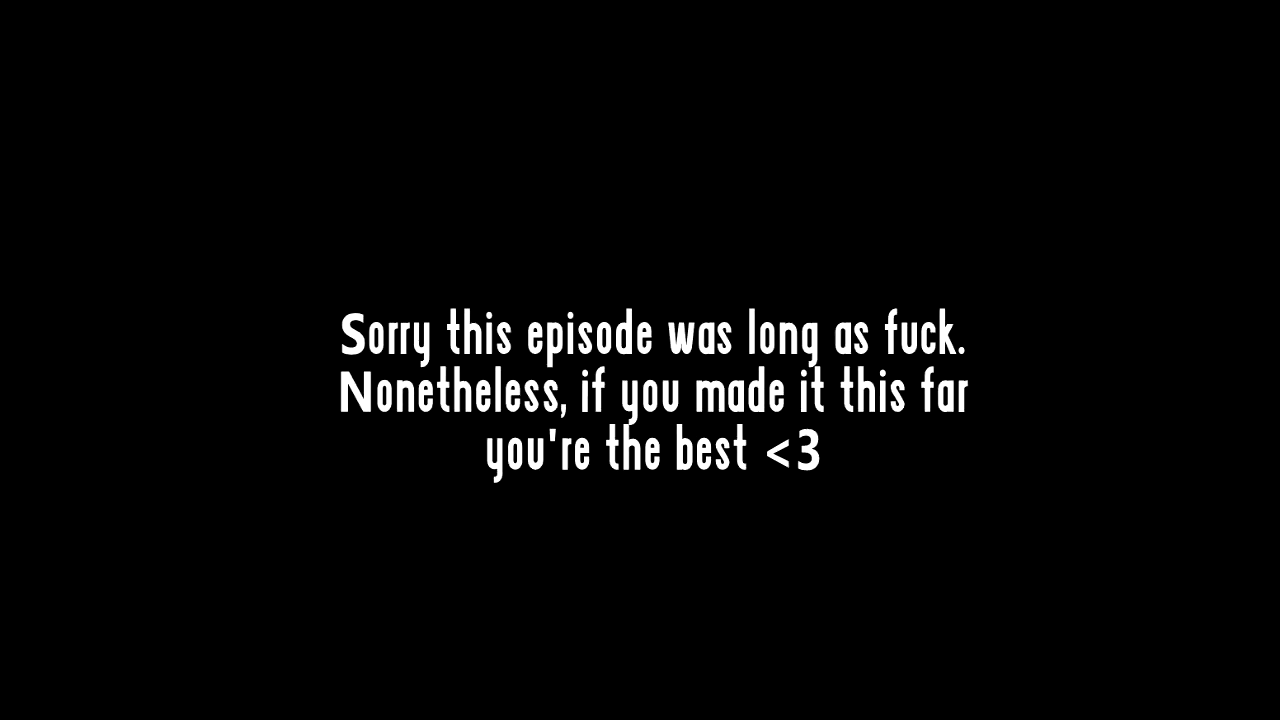 Sorry this episode was long as fuck.
Nonetheless, if you made it this far
you're the best <3